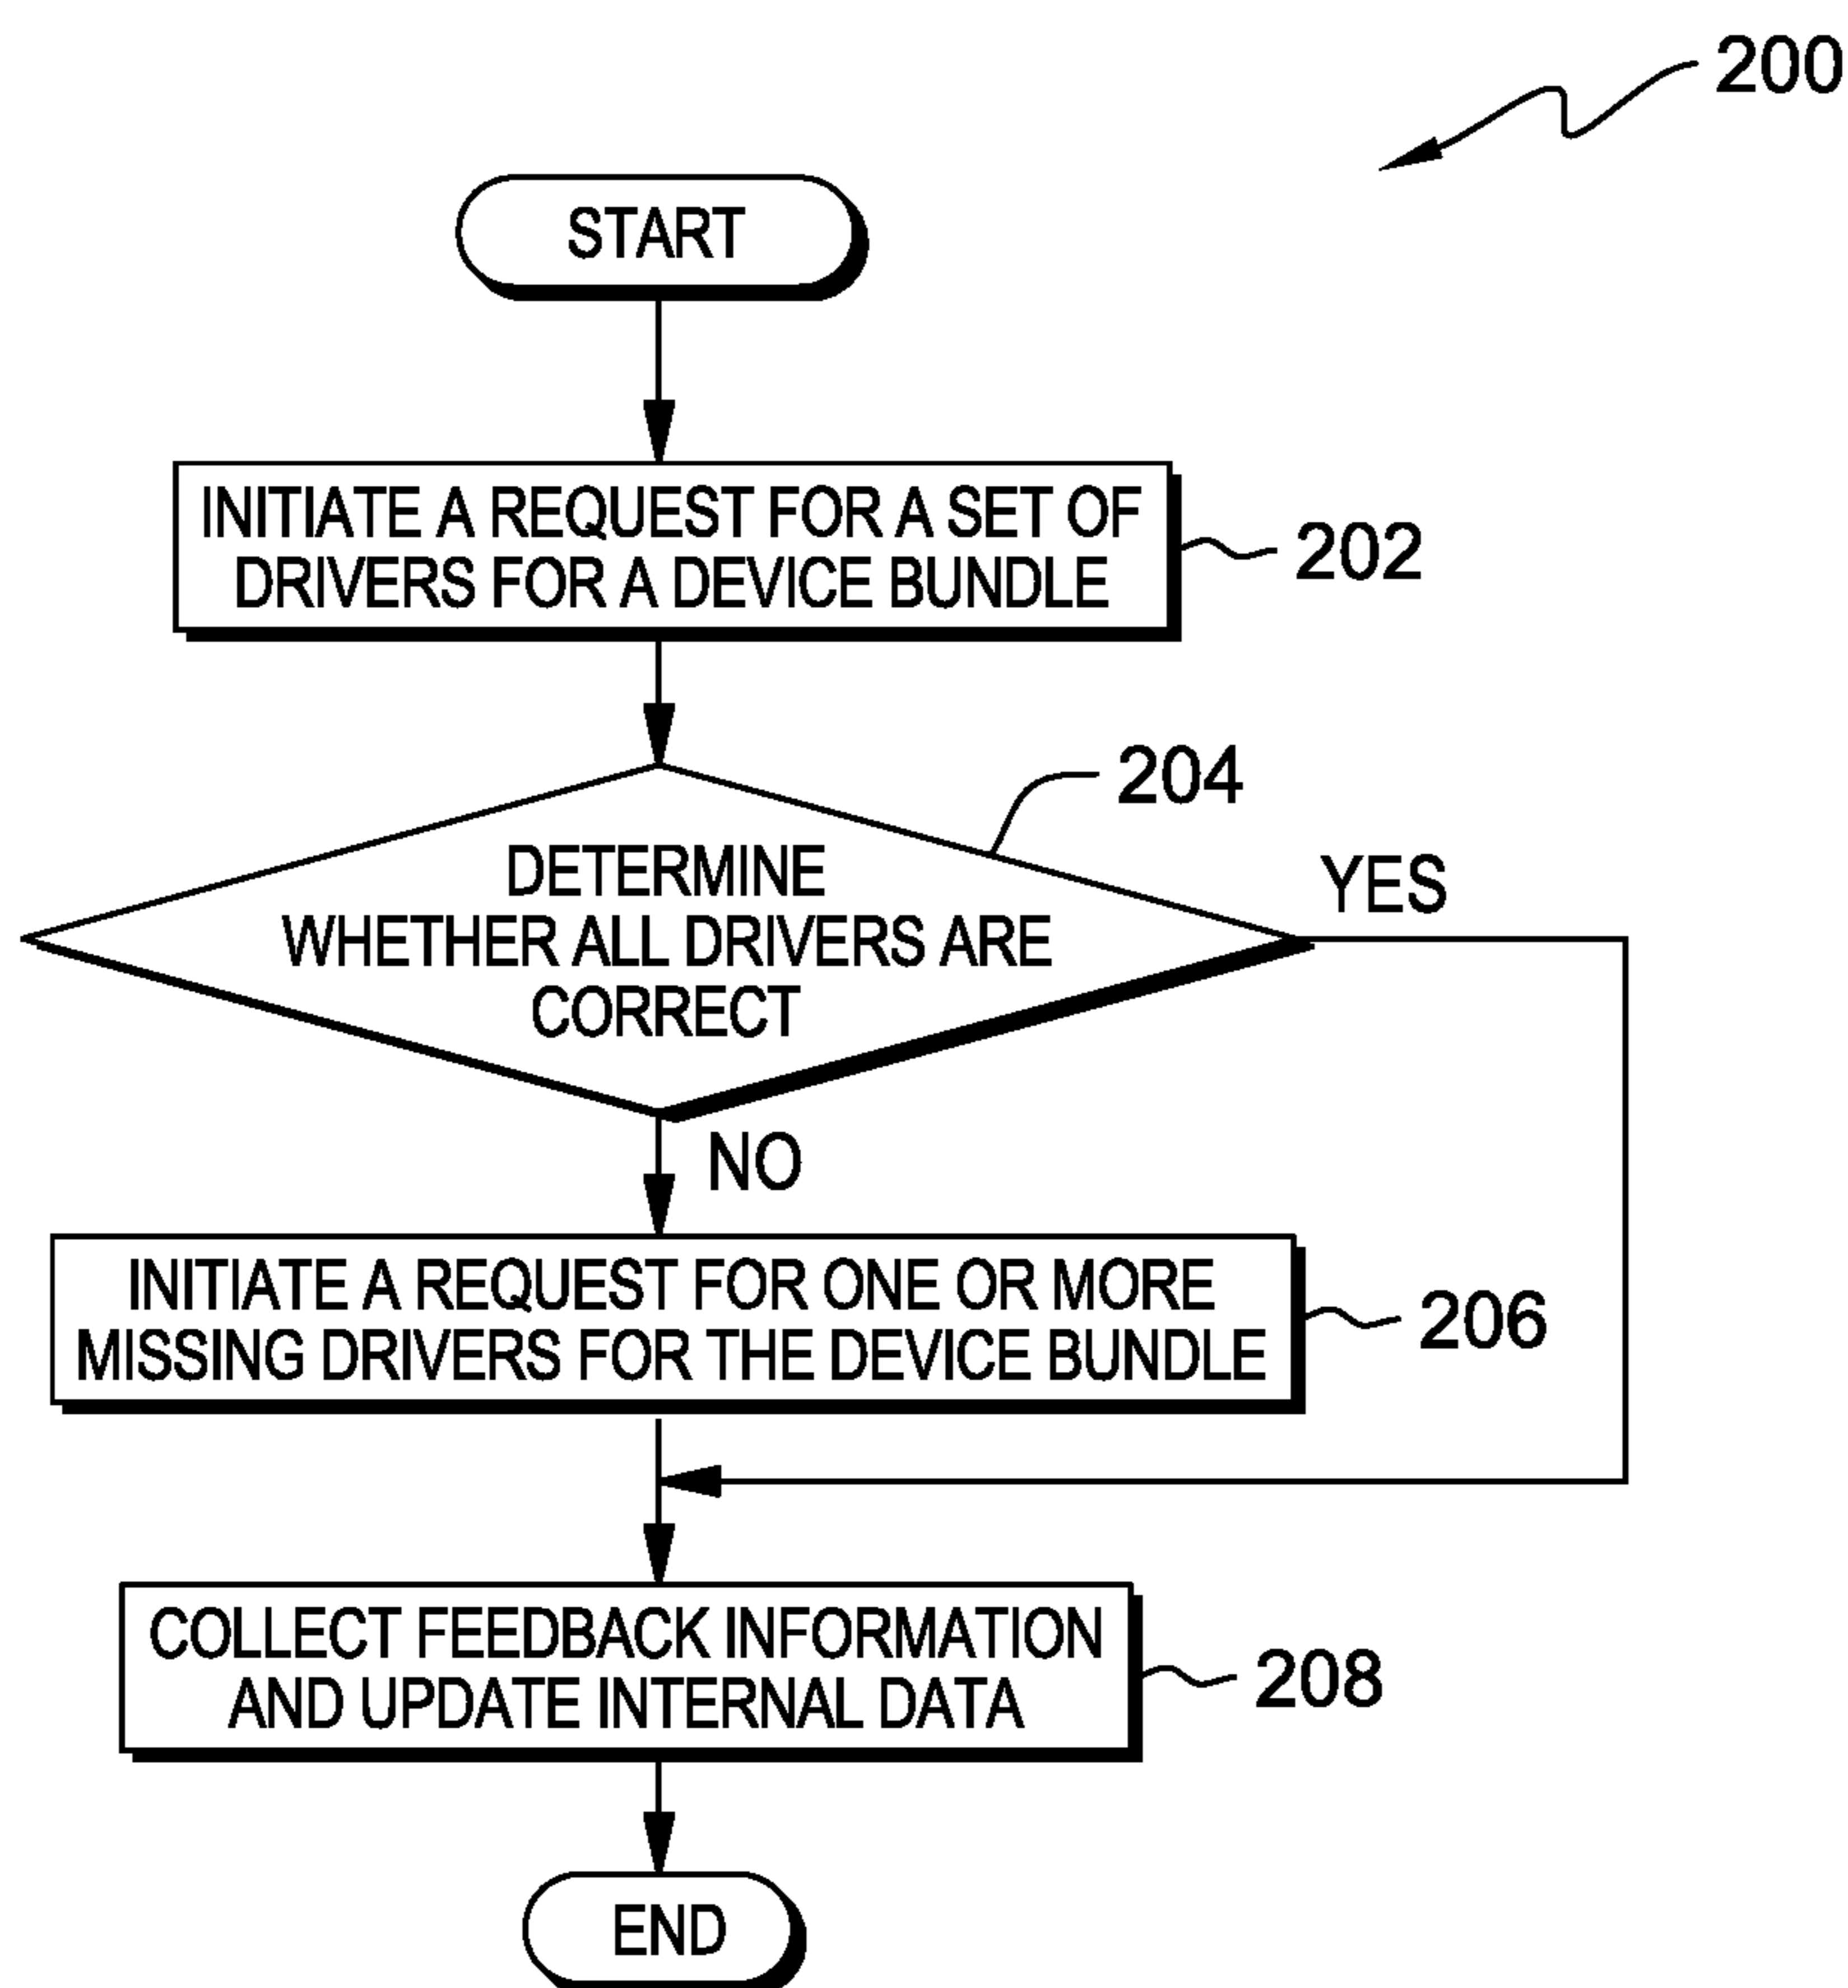 200
START
INITIATE A REQUEST FOR A SET OF
DRIVERS FOR A DEVICE BUNDLE
202
204
DETERMINE
WHETHER ALL DRIVERS ARE
CORRECT
YES
NO
INITIATE A REQUEST FOR ONE OR MORE
MISSING DRIVERS FOR THE DEVICE BUNDLE
206
COLLECT FEEDBACK INFORMATION
AND UPDATE INTERNAL DATA
208
END